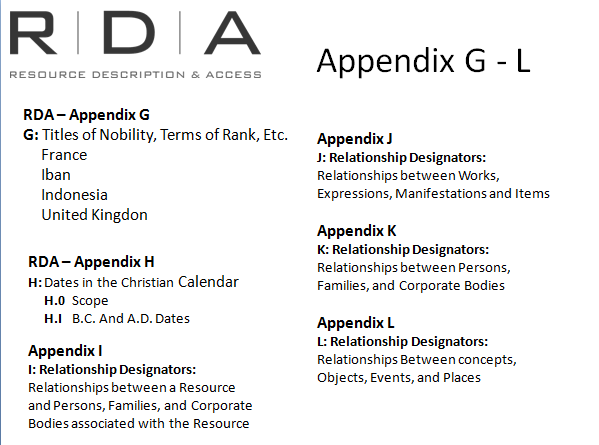 R | D | A
RESOURCE DESCRIPTION & ACCESS
Appendix G - L
RDA – Appendix G
G: Titles of Nobility, Terms of Rank, Etc.
France
Iban
Indonesia
United Kingdon
RDA – Appendix H
H: Dates in the Christian Calendar
H.0 Scope
H.I B.C. And A.D. Dates
Appendix I
I: Relationship Designators:
Relationships between a Resource
and Persons, Families, and Corporate
Bodies associated with the Resource
Appendix J
J: Relationship Designators:
Relationships between Works,
Expressions, Manifestations and Items
Appendix K
K: Relationship Designators:
Relationships between Persons,
Families, and Corporate Bodies
Appendix L
L: Relationship Designators:
Relationships Between concepts,
Objects, Events, and Places